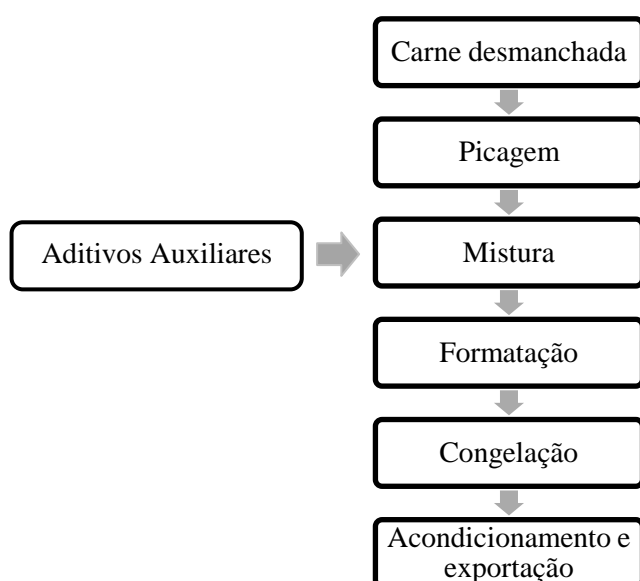 Carne desmanchada
Picagem
Aditivos Auxiliares
Mistura
Formatação
Congelação
Acondicionamento e
exportação